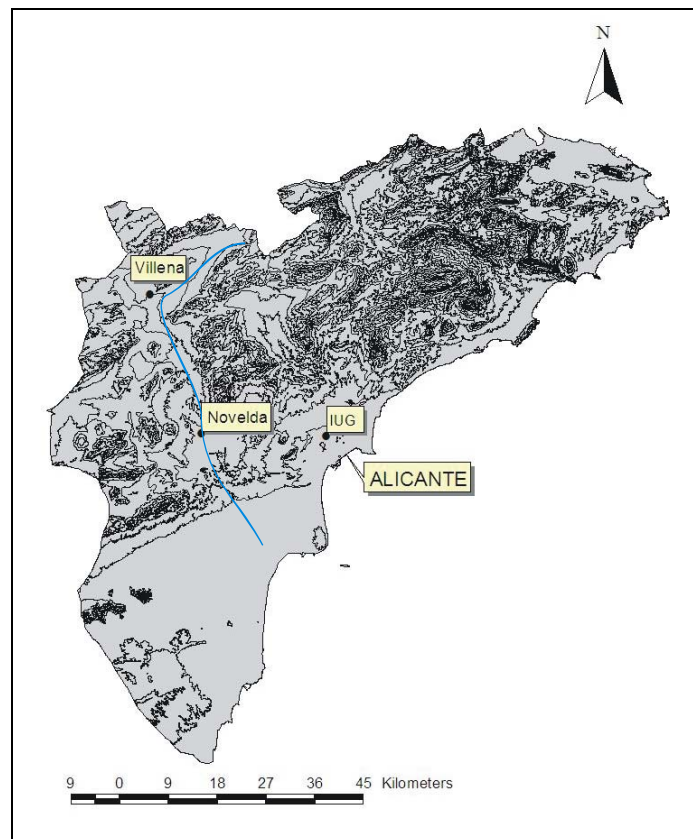 N
Villena
Novelda
IUG
ALICANTE
9 0 9 18 27 36 45 Kilometers